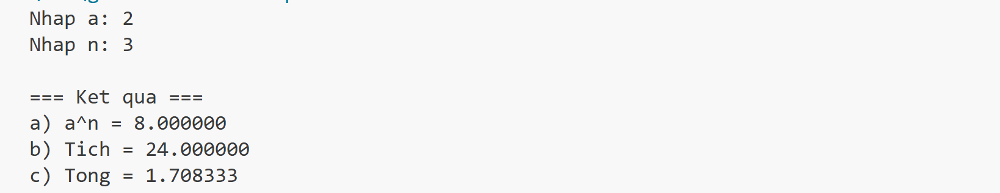 Nhap a: 2
Nhap n: 3
=== Ket qua ===
a) a^n = 8.000000
b) Tich = 24.000000
c) Tong = 1.708333